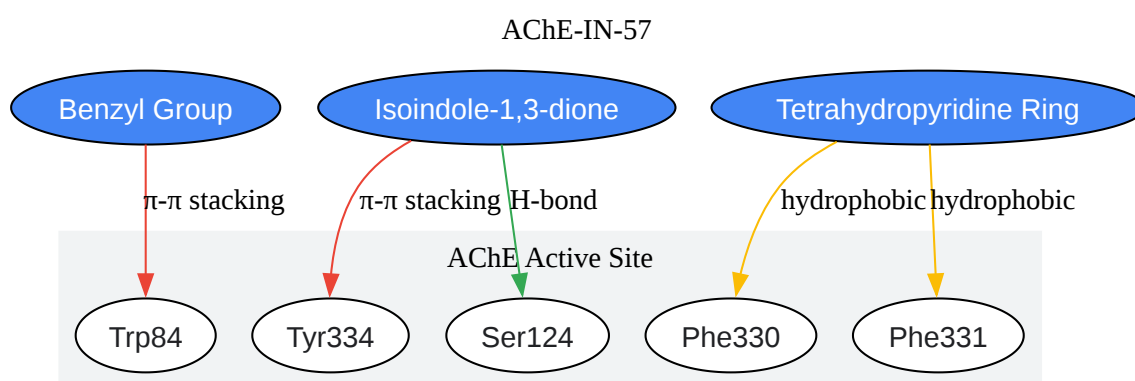 AChE-IN-57
Benzyl Group
Isoindole-1,3-dione
Tetrahydropyridine Ring
π-π stacking
π-π stacking
H-bond
hydrophobic
hydrophobic
AChE Active Site
Trp84
Tyr334
Ser124
Phe330
Phe331